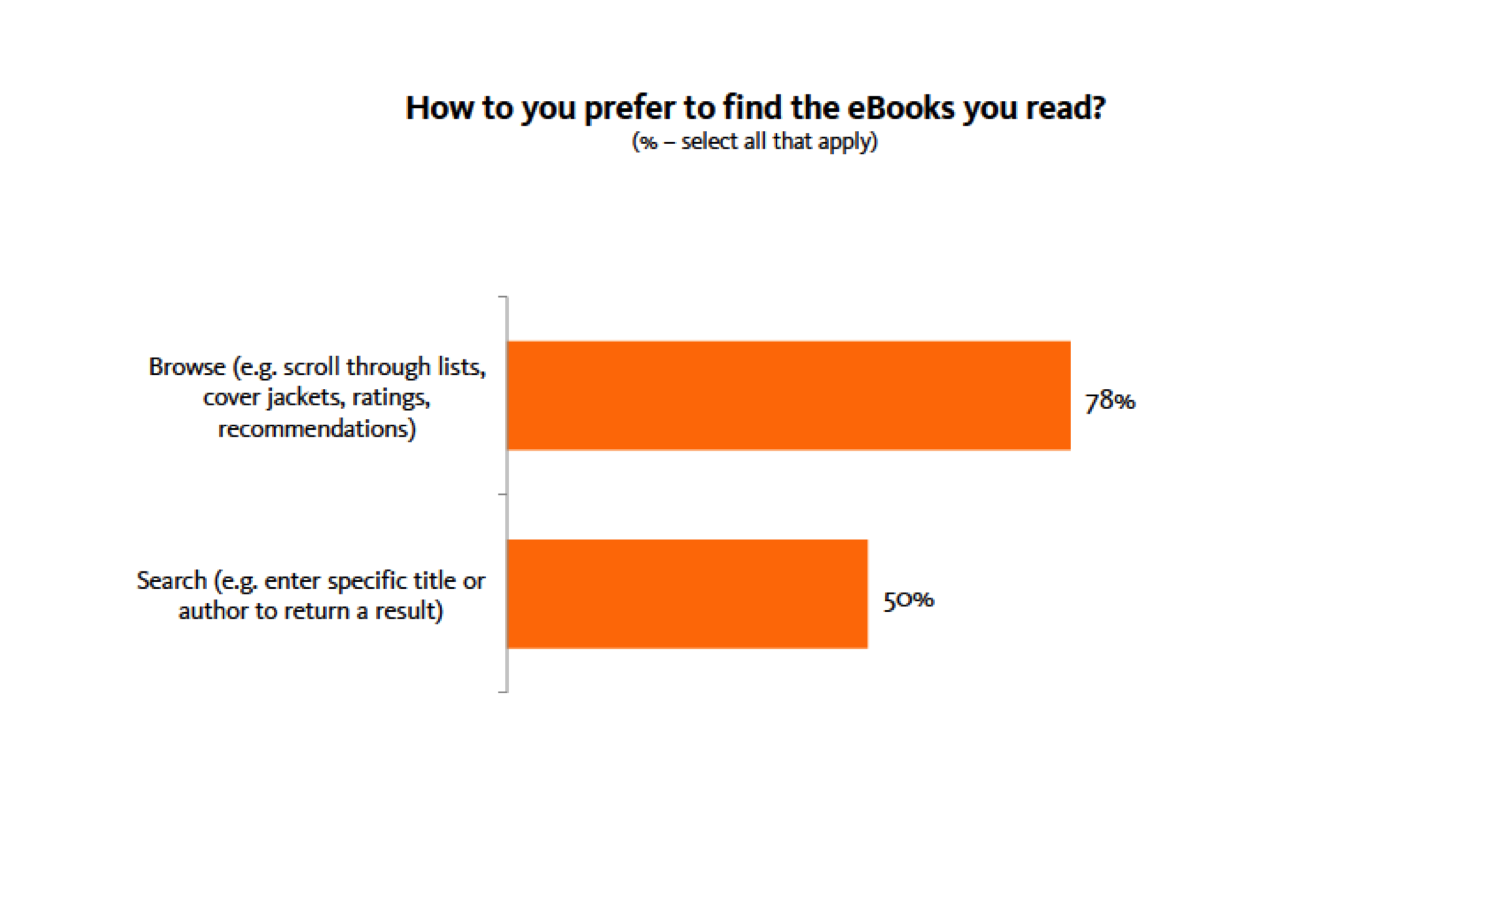 How to you prefer to find the eBooks you read?
(% – select all that apply)
Browse (e.g. scroll through lists,
cover jackets, ratings,
recommendations)
78%
Search (e.g. enter specific title or
author to return a result)
50%